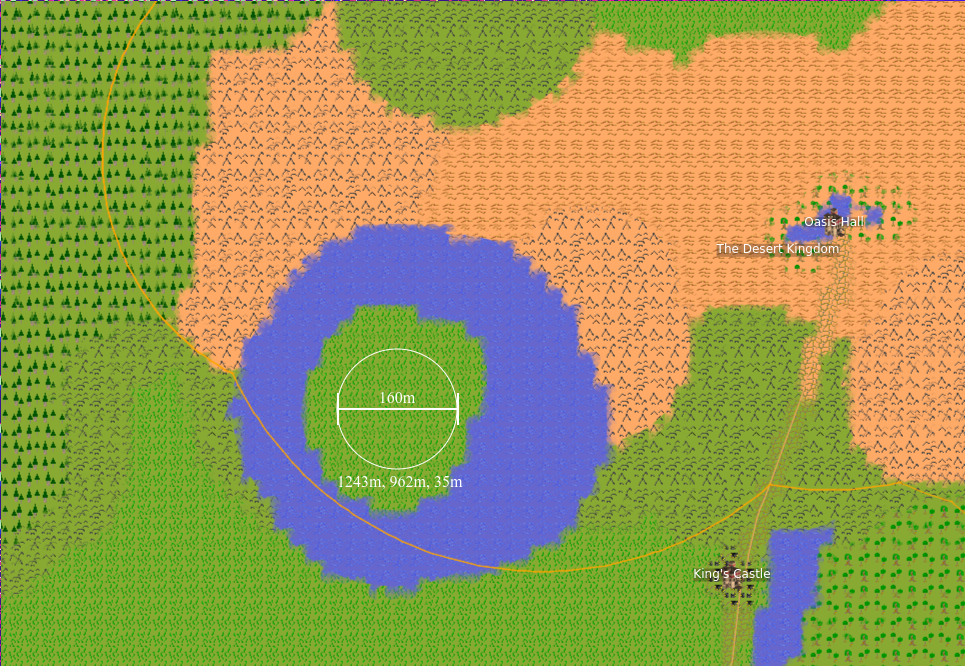 Oasis Hall
The Desert Kingdom
160m
1243m, 962m, 35m
King's Castle